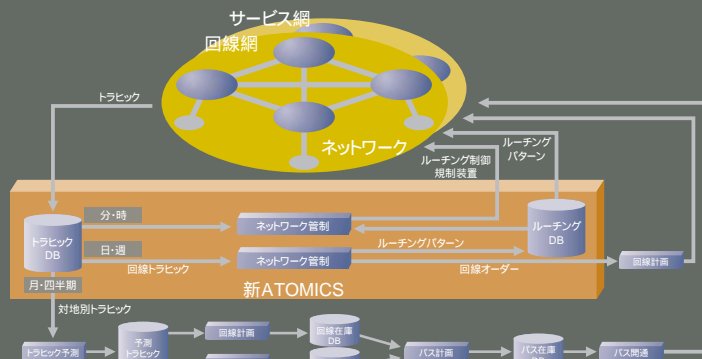 サービス網
回線網
トラヒック
ネットワーク
ルーチング
パターン
ルーチング制御
規制装置
分・時
ネットワーク管制
ルーチング
DB
トラヒック
DB
日・週
ルーチングパターン
ネットワーク管制
回線トラヒック
回線オーダー
回線計画
月・四半期
新ATOMICS
対地別トラヒック
トラヒック予測
予測
トラヒック
回線計画
回線在庫
DB
パス計画
パス在庫
DB
パス開通